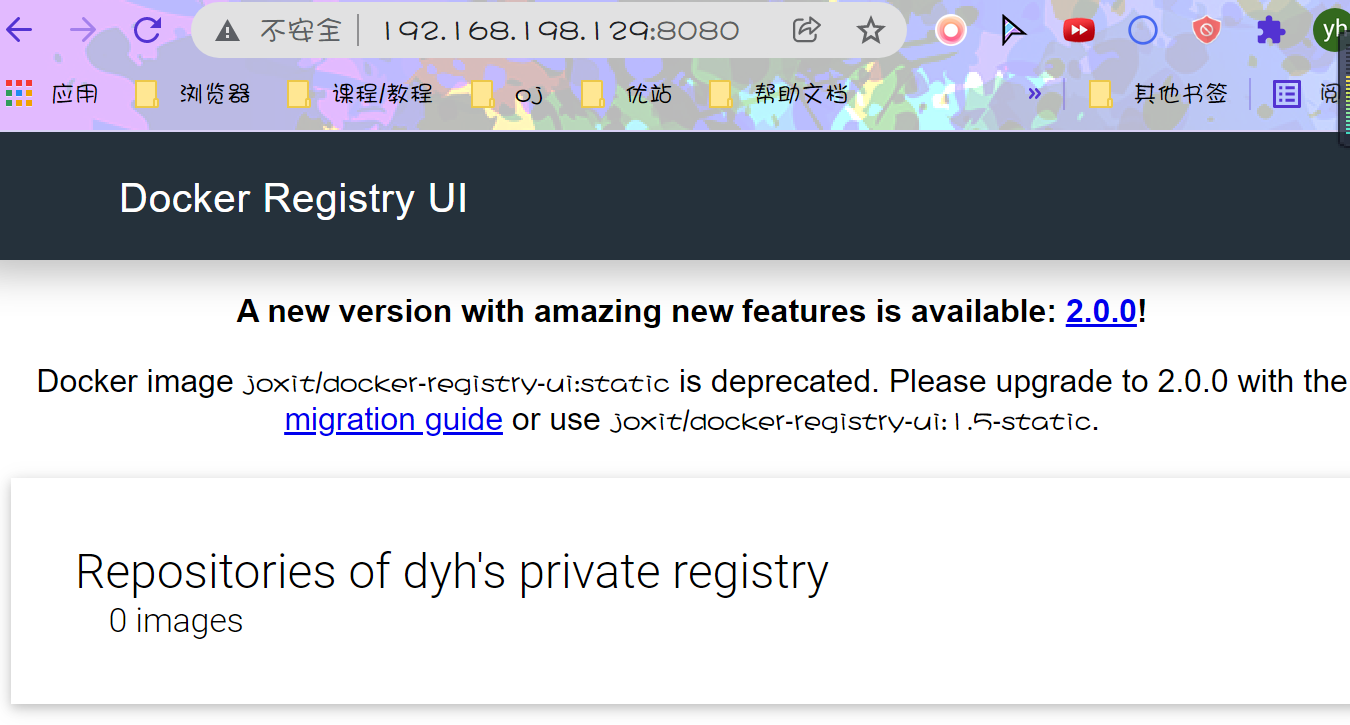 不安全 192.168.198.129:8080 yh
应用 浏览器 课程/教程 oj 优站 帮助文档 » 其他书签 阅
Docker Registry UI
A new version with amazing new features is available: 2.0.0!
Docker image joxit/docker-registry-ui:static is deprecated. Please upgrade to 2.0.0 with the
migration guide or use joxit/docker-registry-ui:1.5-static.
Repositories of dyh's private registry
0 images